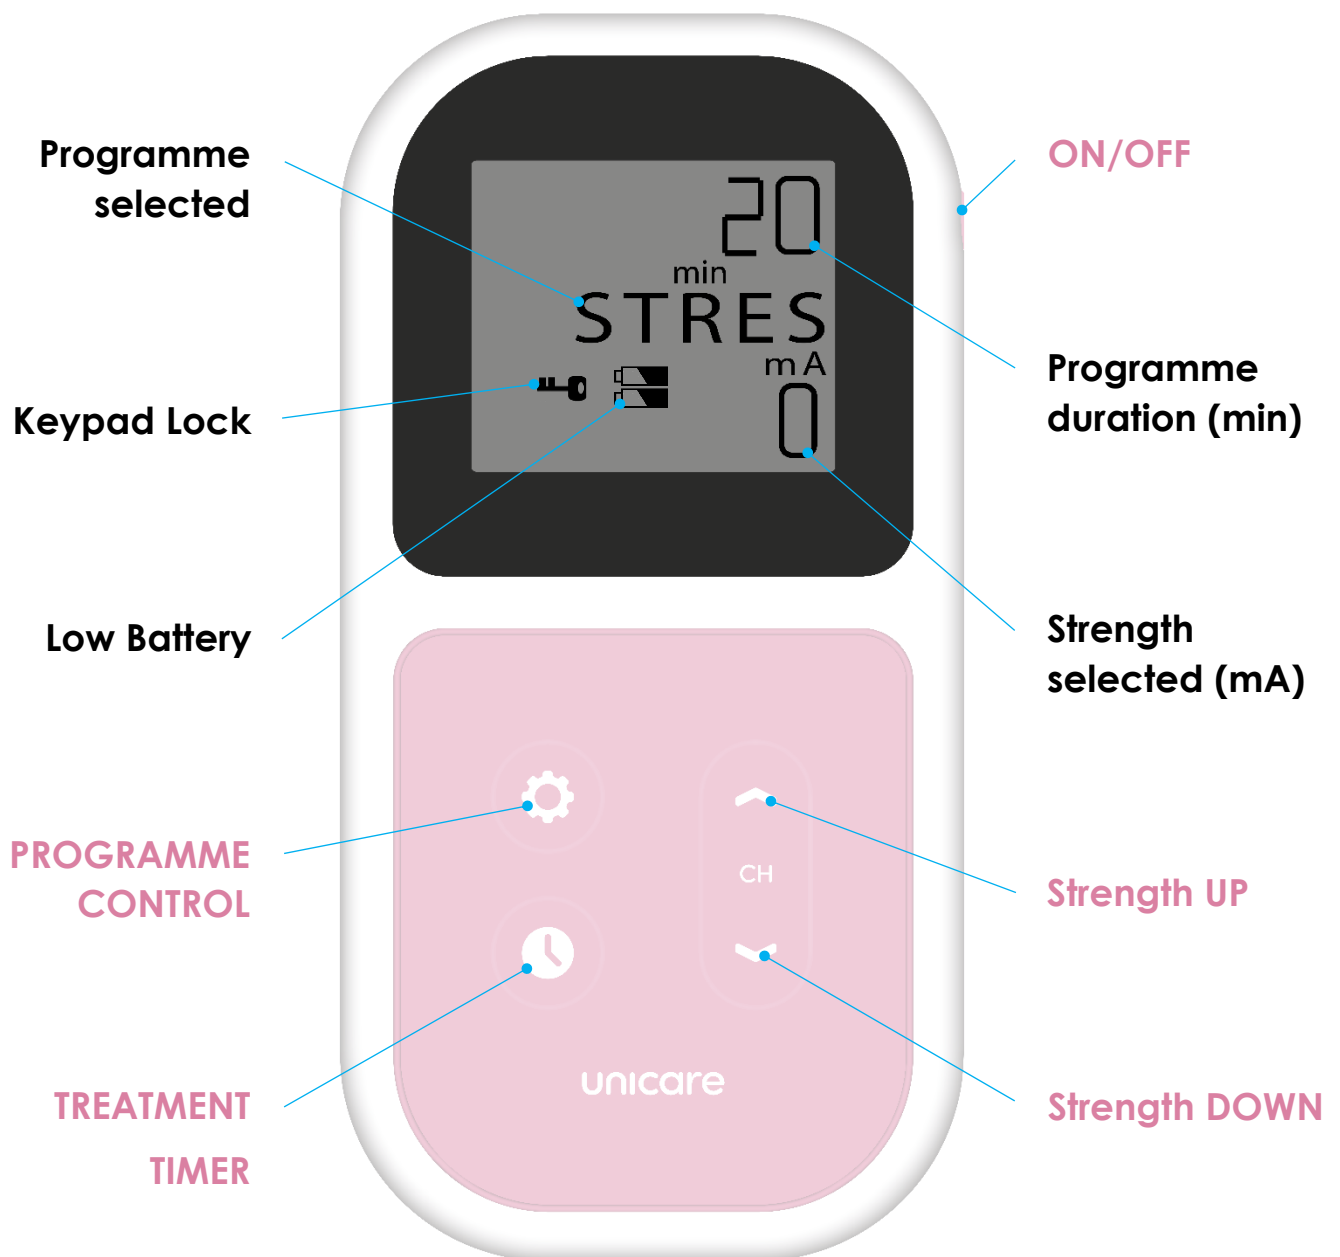 Programme
selected
Keypad Lock
Low Battery
PROGRAMME
CONTROL
TREATMENT
TIMER
20
min
STRES
mA
0
CH
unicare
ON/OFF
Programme
duration (min)
Strength
selected (mA)
Strength UP
Strength DOWN